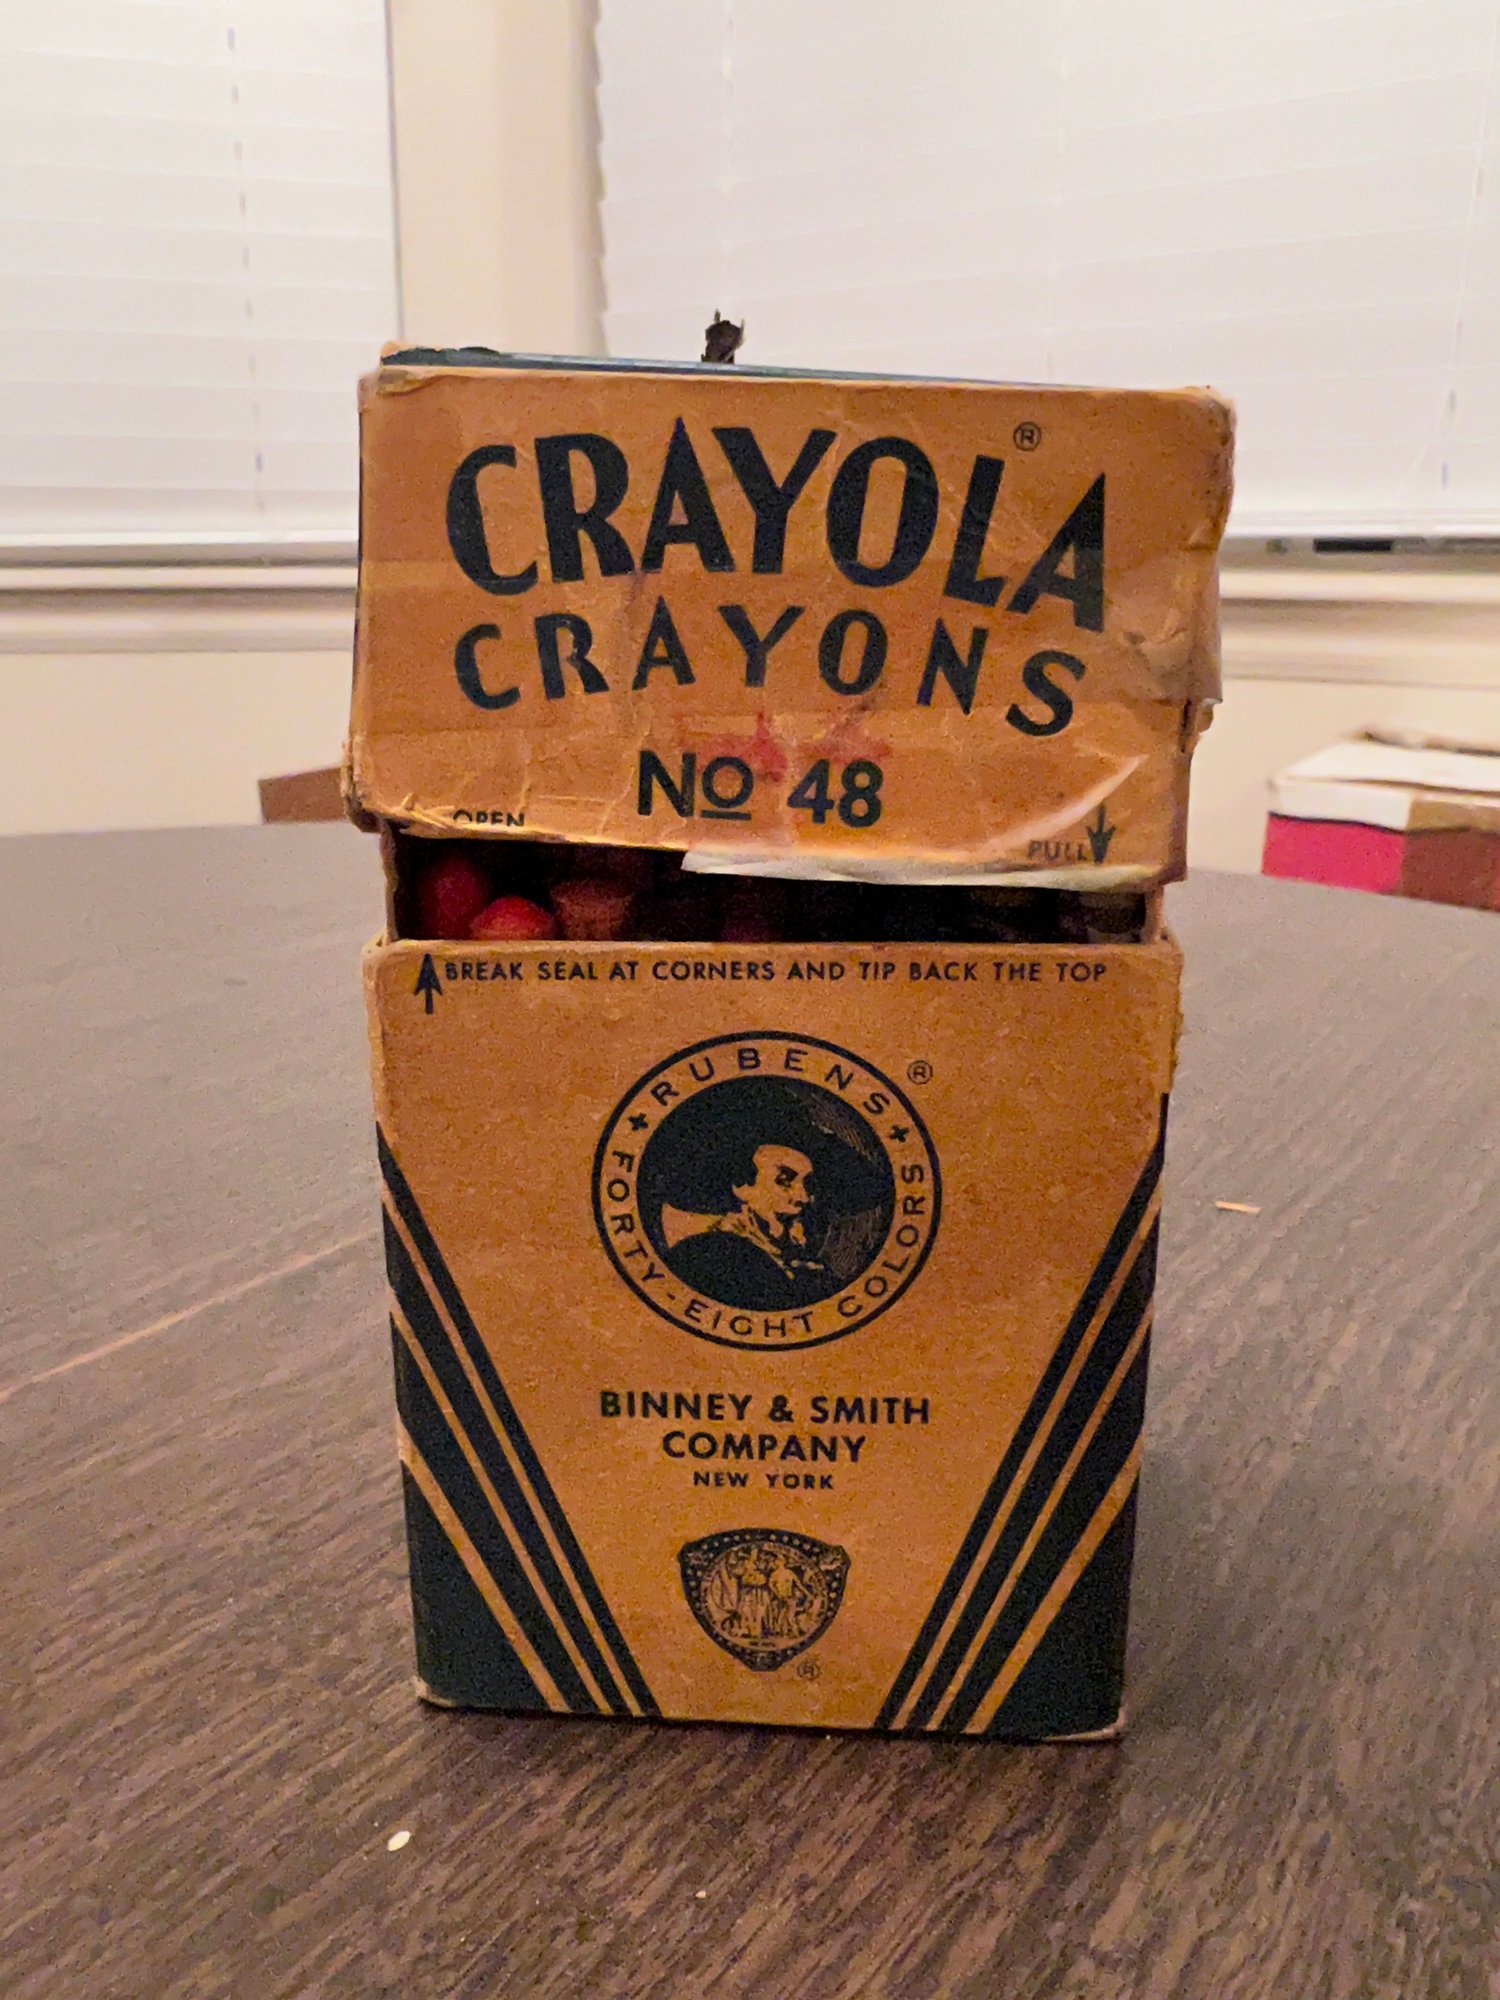 CRAYOLA ®
CRAYONS
No 48
OPEN
PULL
BREAK SEAL AT CORNERS AND TIP BACK THE TOP
RUBENS ®
FORTY-EIGHT COLORS
BINNEY & SMITH
COMPANY
NEW YORK
®